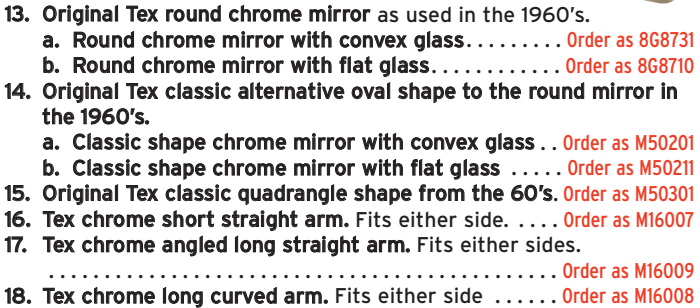 13. Original Tex round chrome mirror as used in the 1960's.
a. Round chrome mirror with convex glass......... Order as 8G8731
b. Round chrome mirror with flat glass............ Order as 8G8710
14. Original Tex classic alternative oval shape to the round mirror in
the 1960's.
a. Classic shape chrome mirror with convex glass .. Order as M50201
b. Classic shape chrome mirror with flat glass ..... Order as M50211
15. Original Tex classic quadrangle shape from the 60's. Order as M50301
16. Tex chrome short straight arm. Fits either side. ..... Order as M16007
17. Tex chrome angled long straight arm. Fits either sides.
.............................................. Order as M16009
18. Tex chrome long curved arm. Fits either side ...... Order as M16008